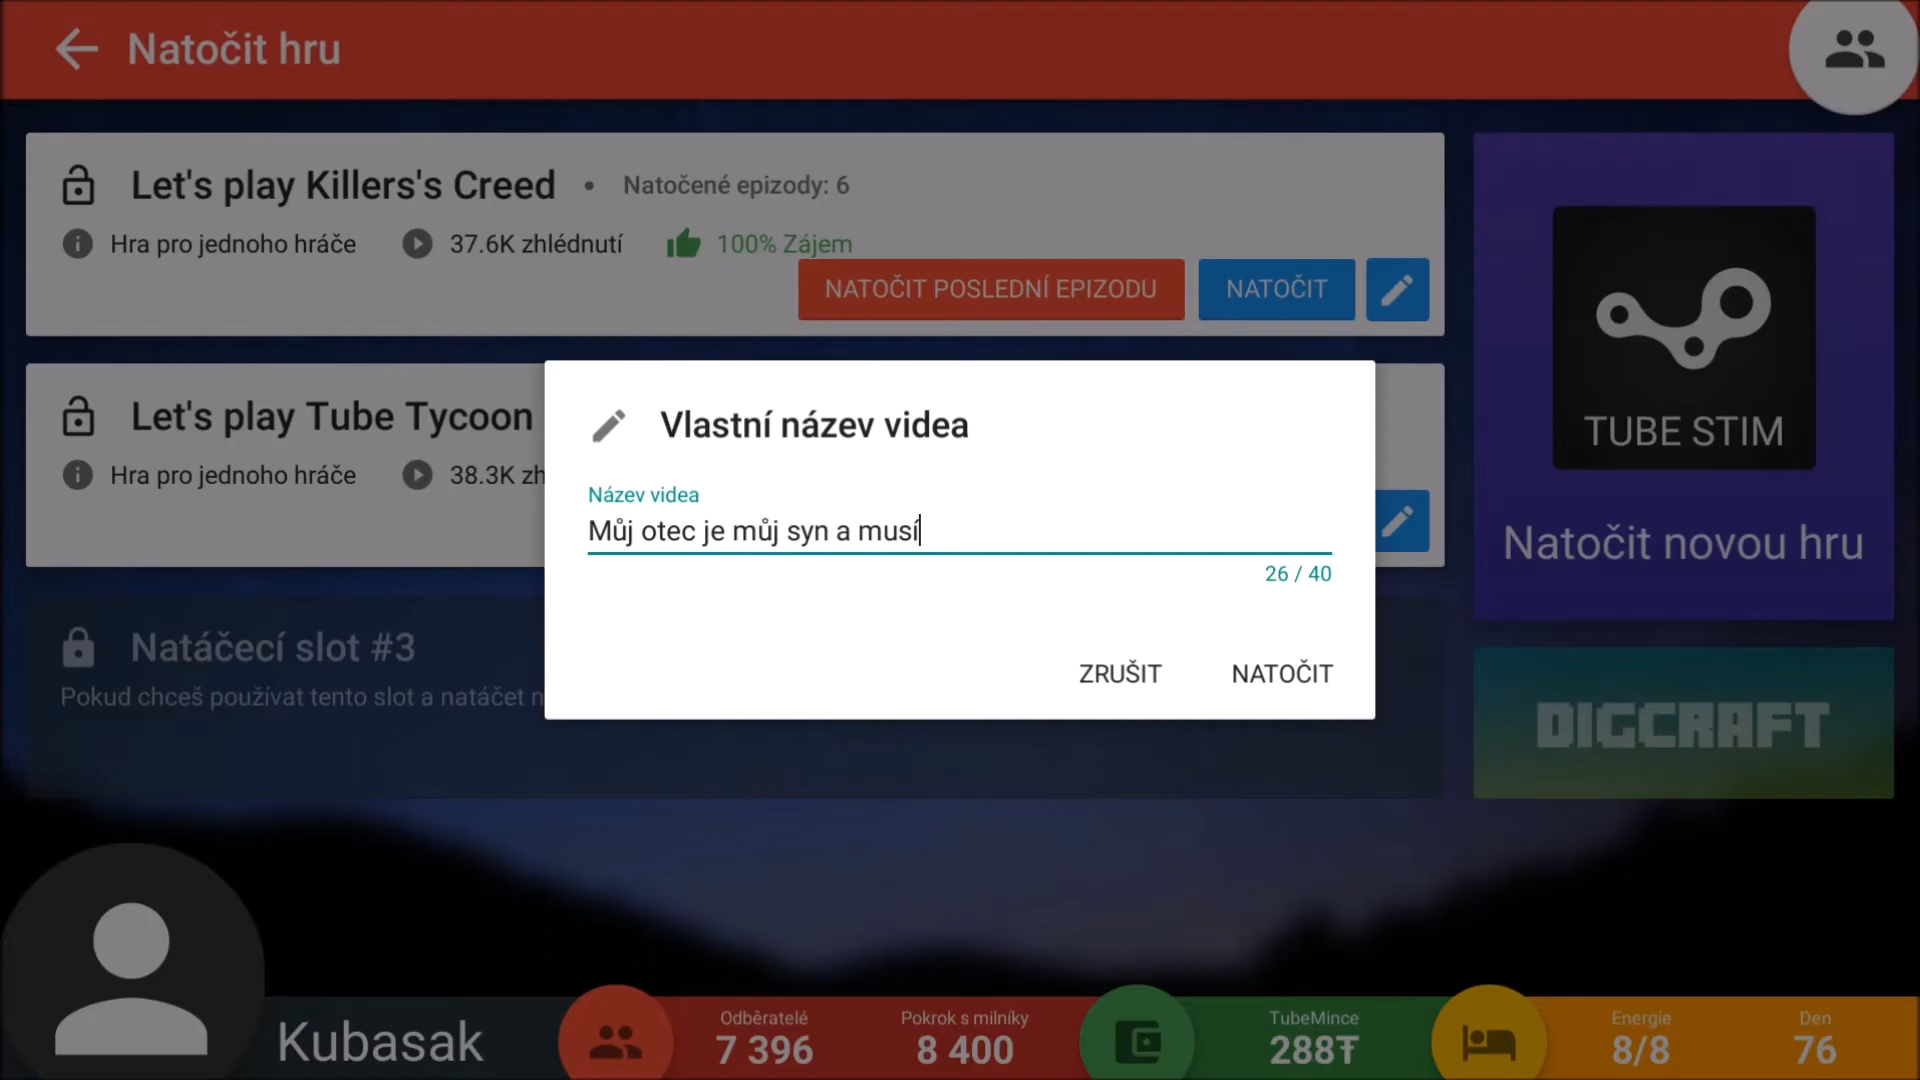 Natočit hru
Let's play Killers's Creed • Natočené epizody: 6
Hra pro jednoho hráče 37.6K zhlédnutí 100% Zájem
NATOČIT POSLEDNÍ EPIZODU NATOČIT
Let's play Tube Tycoon
Hra pro jednoho hráče 38.3K zh
Natáčecí slot #3
Pokud chceš používat tento slot a natáčet n
Vlastní název videa
Název videa
Můj otec je můj syn a musí
26 / 40
ZRUŠIT NATOČIT
TUBE STIM
Natočit novou hru
DIGCRAFT
Kubasak
Odběratelé
7 396
Pokrok s milníky
8 400
TubeMince
288₮
Energie
8/8
Den
76